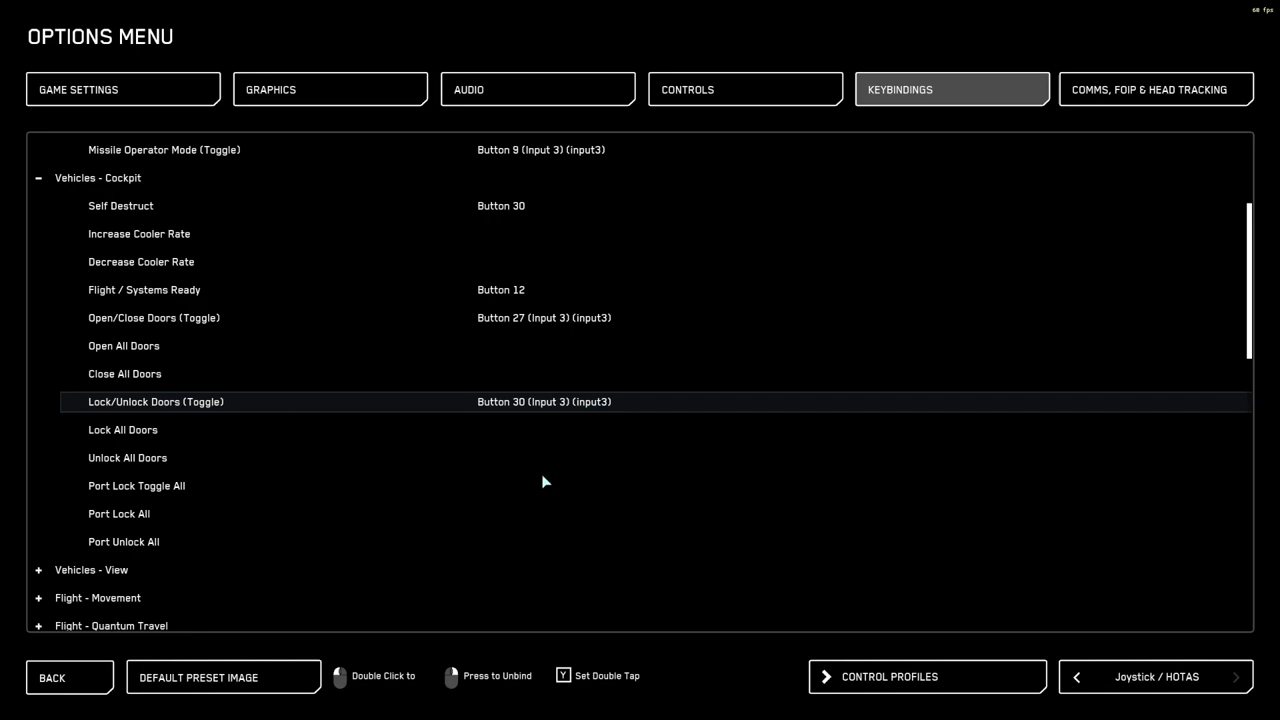 60 fps
OPTIONS MENU
GAME SETTINGS
GRAPHICS
AUDIO
CONTROLS
KEYBINDINGS
COMMS, FOIP & HEAD TRACKING
Missile Operator Mode (Toggle) Button 9 (Input 3) (input3)
− Vehicles - Cockpit
Self Destruct Button 30
Increase Cooler Rate
Decrease Cooler Rate
Flight / Systems Ready Button 12
Open/Close Doors (Toggle) Button 27 (Input 3) (input3)
Open All Doors
Close All Doors
Lock/Unlock Doors (Toggle) Button 30 (Input 3) (input3)
Lock All Doors
Unlock All Doors
Port Lock Toggle All
Port Lock All
Port Unlock All
+ Vehicles - View
+ Flight - Movement
+ Flight - Quantum Travel
BACK
DEFAULT PRESET IMAGE
Double Click to
Press to Unbind
Y Set Double Tap
CONTROL PROFILES
Joystick / HOTAS